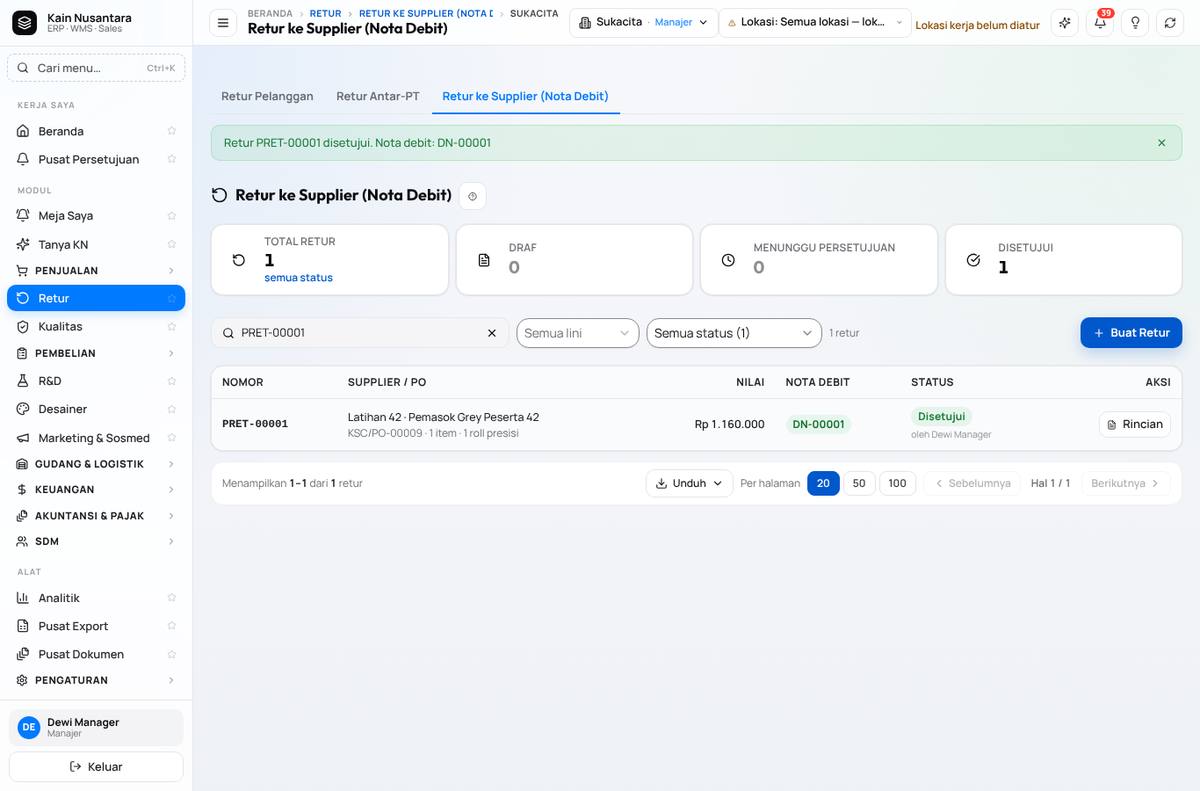 Kain Nusantara
ERP · WMS · Sales
Cari menu...
Ctrl+K
KERJA SAYA
Beranda
Pusat Persetujuan
MODUL
Meja Saya
Tanya KN
PENJUALAN
Retur
Kualitas
PEMBELIAN
R&D
Desainer
Marketing & Sosmed
GUDANG & LOGISTIK
KEUANGAN
AKUNTANSI & PAJAK
SDM
ALAT
Analitik
Pusat Export
Pusat Dokumen
PENGATURAN
DE
Dewi Manager
Manajer
Keluar
BERANDA > RETUR > RETUR KE SUPPLIER (NOTA D > SUKACITA
Retur ke Supplier (Nota Debit)
Sukacita · Manajer
Lokasi: Semua lokasi — lok...
Lokasi kerja belum diatur
39
Retur Pelanggan
Retur Antar-PT
Retur ke Supplier (Nota Debit)
Retur PRET-00001 disetujui. Nota debit: DN-00001
Retur ke Supplier (Nota Debit)
TOTAL RETUR
1
semua status
DRAF
0
MENUNGGU PERSETUJUAN
0
DISETUJUI
1
PRET-00001
Semua lini
Semua status (1)
1 retur
+ Buat Retur
NOMOR SUPPLIER / PO NILAI NOTA DEBIT STATUS AKSI
PRET-00001
Latihan 42 · Pemasok Grey Peserta 42
KSC/PO-00009 · 1 item · 1 roll presisi
Rp 1.160.000
DN-00001
Disetujui
oleh Dewi Manager
Rincian
Menampilkan 1–1 dari 1 retur
Unduh
Per halaman 20 50 100
Sebelumnya
Hal 1 / 1
Berikutnya